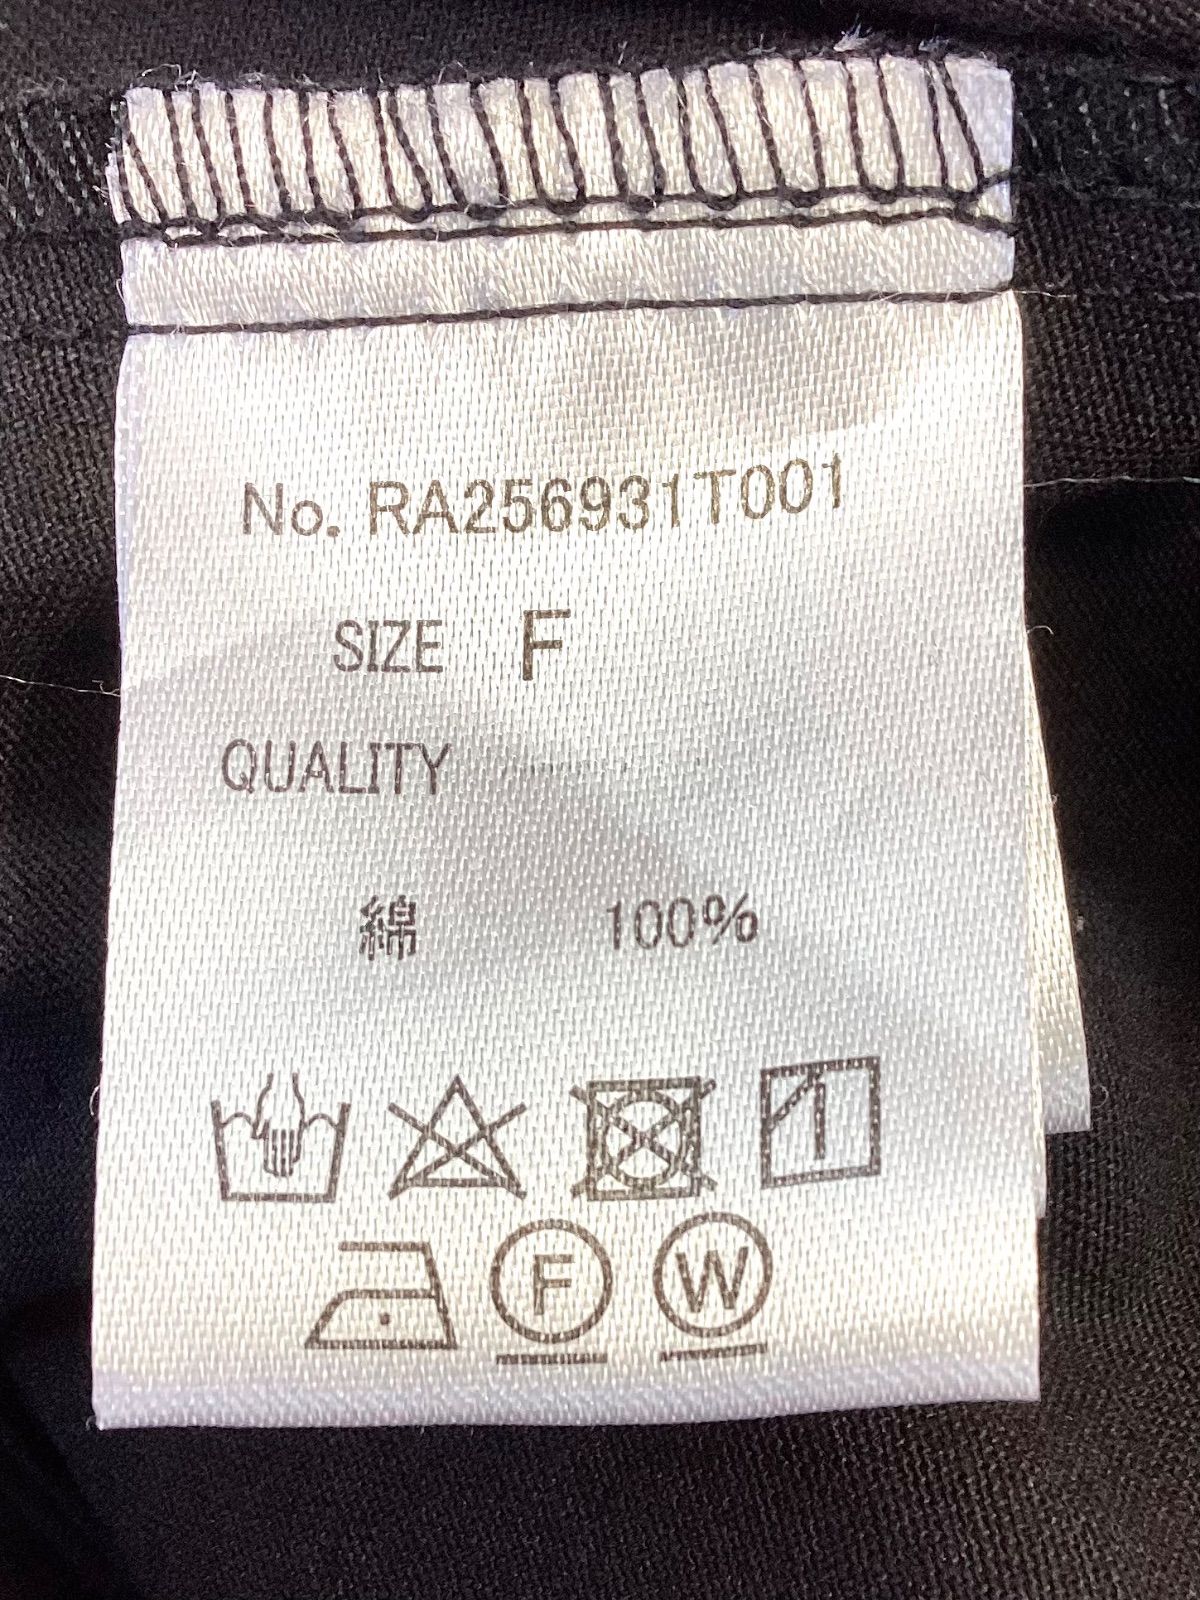 No. RA256931T001
SIZE F
QUALITY
綿 100%
F W